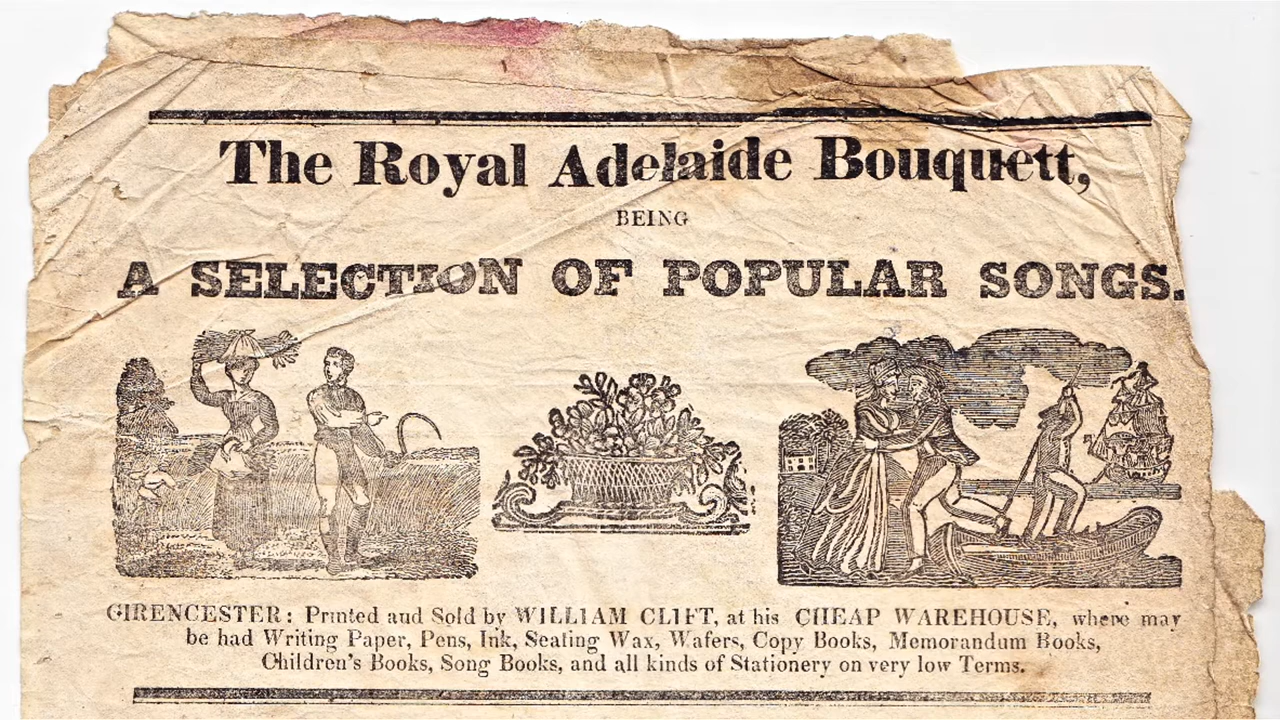 The Royal Adelaide Bouquett,
BEING
A SELECTION OF POPULAR SONGS.
CIRENCESTER: Printed and Sold by WILLIAM CLIFT, at his CHEAP WAREHOUSE, where may
be had Writing Paper, Pens, Ink, Sealing Wax, Wafers, Copy Books, Memorandum Books,
Children's Books, Song Books, and all kinds of Stationery on very low Terms.